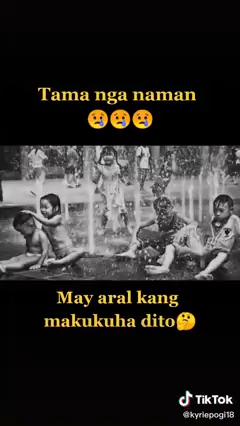 Tama nga naman
😢😢😢
May aral kang
makukuha dito🤔
TikTok
@kyriepogi18